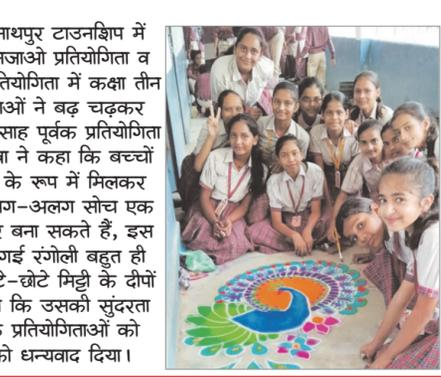 नाथपुर टाउनशिप में
सजाओ प्रतियोगिता व
तियोगिता में कक्षा तीन
ाओं ने बढ़ चढ़कर
साह पूर्वक प्रतियोगिता
ा ने कहा कि बच्चों
के रूप में मिलकर
ग-अलग सोच एक
बना सकते हैं, इस
गई रंगोली बहुत ही
टे-छोटे मिट्टी के दीपों
कि उसकी सुंदरता
प्रतियोगिताओं को
को धन्यवाद दिया।